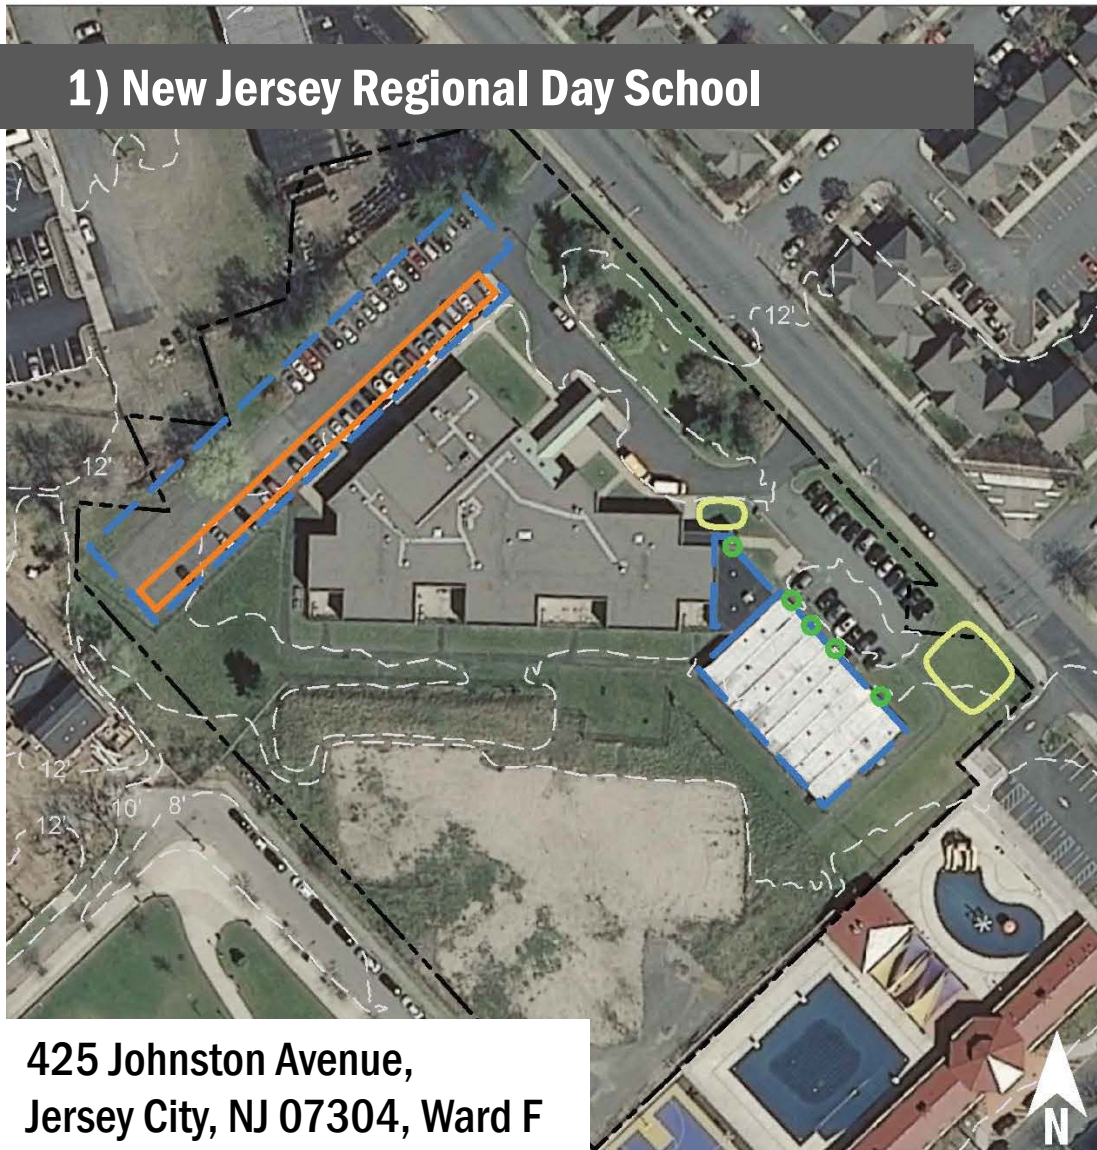 1) New Jersey Regional Day School
12'
12'
12'
10'
8'
12'
425 Johnston Avenue,
Jersey City, NJ 07304, Ward F
N